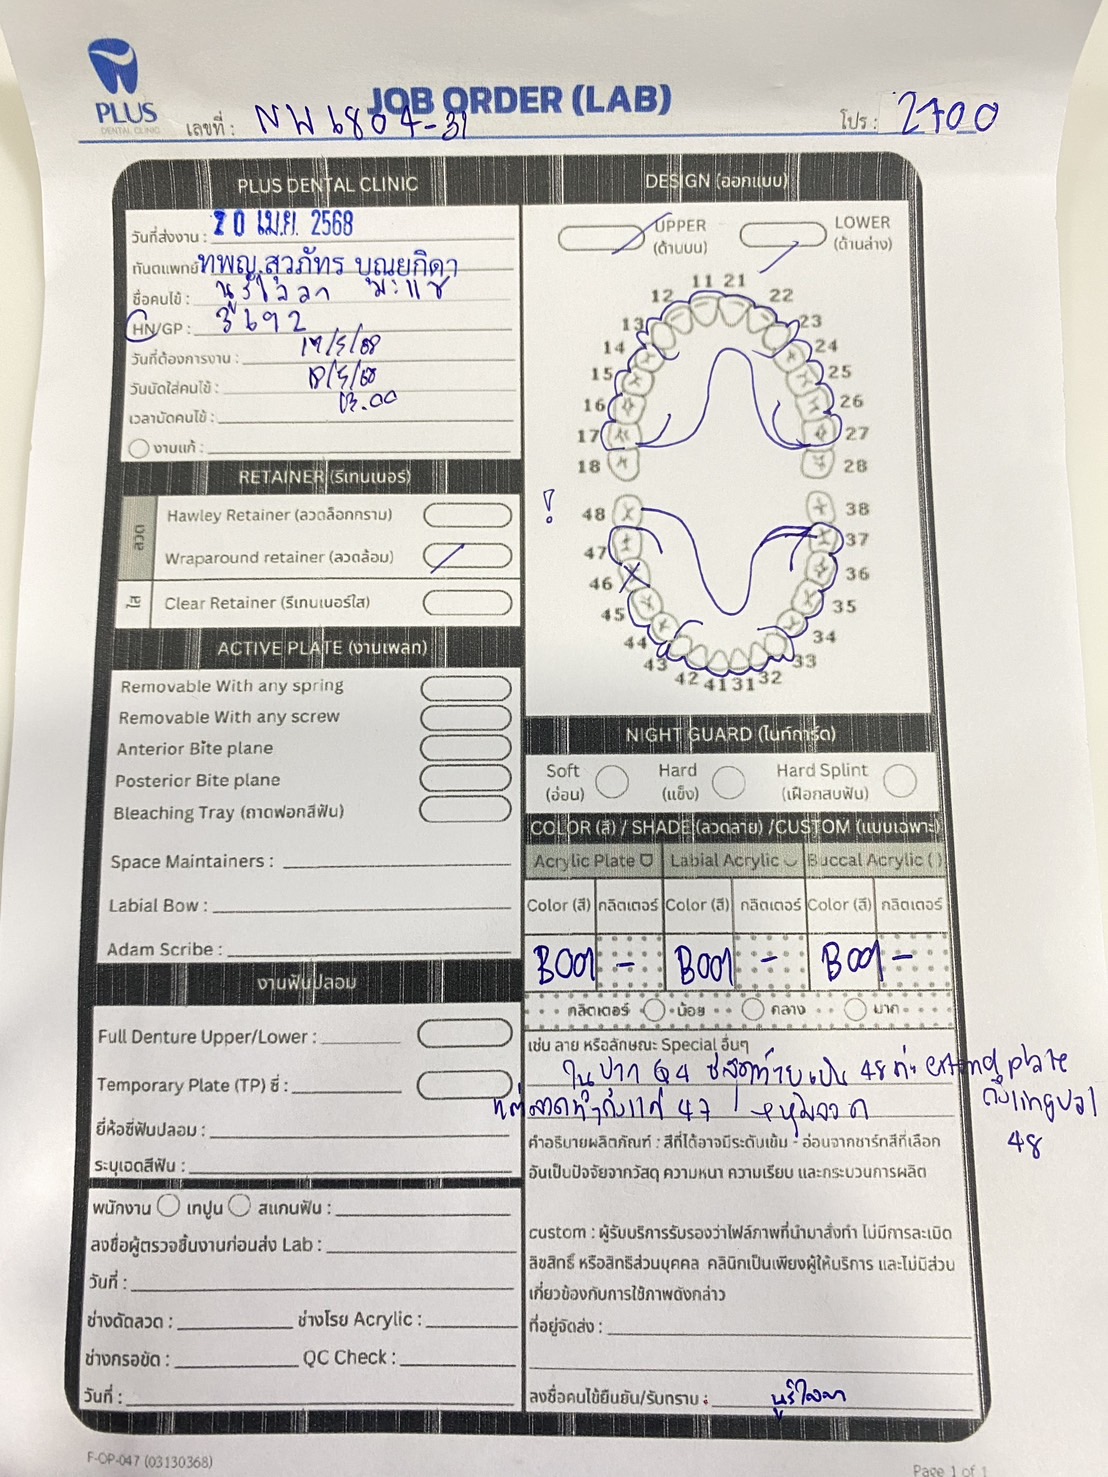 PLUS
DENTAL CLINIC
JOB ORDER (LAB)
เลขที่ : NW6804-31
โปร : 2700
PLUS DENTAL CLINIC
วันที่ส่งงาน : 20 เม.ย. 2568
ทันตแพทย์ ทพญ.สุวภัทร บุณยกิดา
ชื่อคนไข้ :
HN/GP : 3692
วันที่ต้องการงาน : 17/5/68
วันนัดใส่คนไข้ : 18/5/68
เวลานัดคนไข้ : 13.00
งานแก้ :
RETAINER (รีเทนเนอร์)
ลวด
Hawley Retainer (ลวดล็อกกราม)
Wraparound retainer (ลวดล้อม)
ใส
Clear Retainer (รีเทนเนอร์ใส)
ACTIVE PLATE (งานเพลท)
Removable With any spring
Removable With any screw
Anterior Bite plane
Posterior Bite plane
Bleaching Tray (ถาดฟอกสีฟัน)
Space Maintainers :
Labial Bow :
Adam Scribe :
งานฟันปลอม
Full Denture Upper/Lower :
Temporary Plate (TP) ซี่ :
ยี่ห้อซี่ฟันปลอม :
ระบุเฉดสีฟัน :
พนักงาน เทปูน สแกนฟัน :
ลงชื่อผู้ตรวจชิ้นงานก่อนส่ง Lab :
วันที่ :
ช่างดัดลวด : ช่างโรย Acrylic :
ช่างกรอขัด : QC Check :
วันที่ :
DESIGN (ออกแบบ)
UPPER
(ด้านบน)
LOWER
(ด้านล่าง)
11 21
12 22
13 23
14 24
15 25
16 26
17 27
18 28
!
48 38
47 37
46 36
45 35
44 34
43 33
42 41 31 32
NIGHT GUARD (ไนท์การ์ด)
Soft
(อ่อน)
Hard
(แข็ง)
Hard Splint
(เฝือกสบฟัน)
COLOR (สี) / SHADE (ลวดลาย) /CUSTOM (แบบเฉพาะ)
Acrylic Plate Labial Acrylic Buccal Acrylic ( )
Color (สี) กลิตเตอร์ Color (สี) กลิตเตอร์ Color (สี) กลิตเตอร์
B001 - B001 - B001 -
กลิตเตอร์ น้อย กลาง มาก
เช่น ลาย หรือลักษณะ Special อื่นๆ
ในปาก Q4 ซี่สุดท้ายเป็น 48 extend plate
ถึง lingual
48
แต่ลวดทำถึงแค่ 47
คำอธิบายผลิตภัณฑ์ : สีที่ได้อาจมีระดับเข้ม - อ่อนจากชาร์ทสีที่เลือก
อันเป็นปัจจัยจากวัสดุ ความหนา ความเรียบ และกระบวนการผลิต
custom : ผู้รับบริการรับรองว่าไฟล์ภาพที่นำมาสั่งทำ ไม่มีการละเมิด
ลิขสิทธิ์ หรือสิทธิส่วนบุคคล คลินิกเป็นเพียงผู้ให้บริการ และไม่มีส่วน
เกี่ยวข้องกับการใช้ภาพดังกล่าว
ที่อยู่จัดส่ง :
ลงชื่อคนไข้ยืนยัน/รับทราบ :
F-OP-047 (03130368)
Page 1 of 1